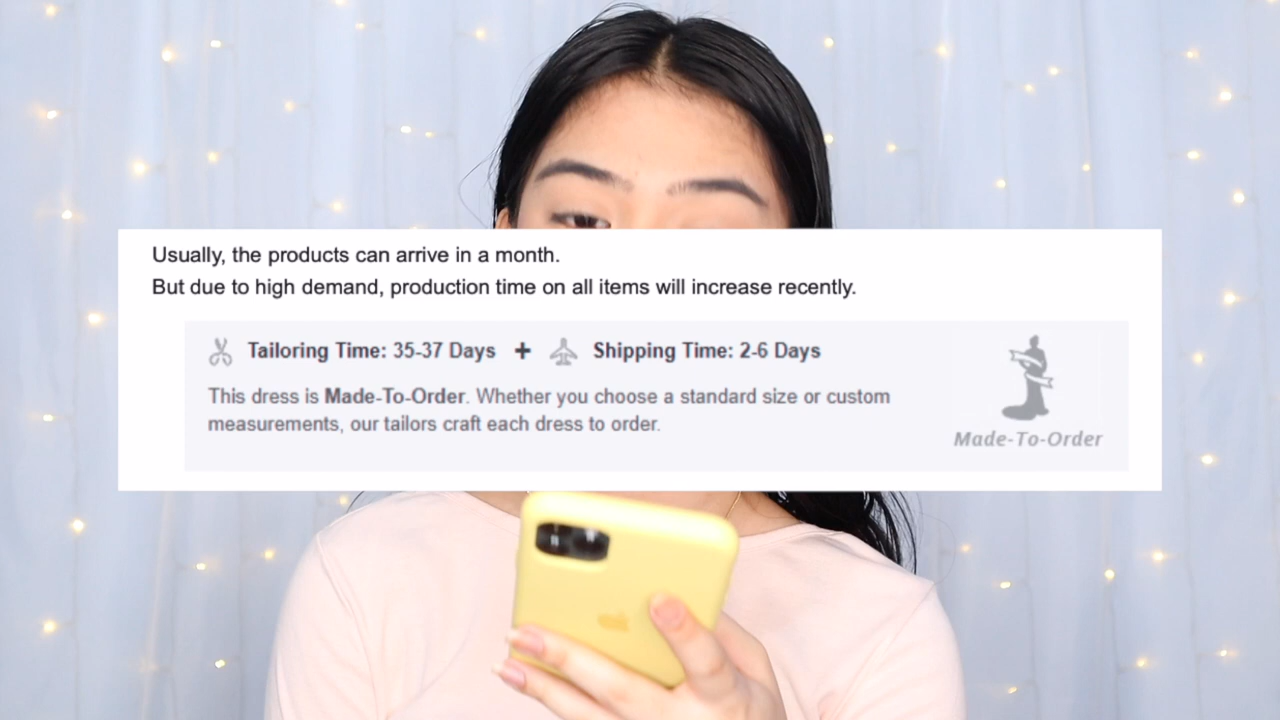 Usually, the products can arrive in a month.
But due to high demand, production time on all items will increase recently.
Tailoring Time: 35-37 Days + Shipping Time: 2-6 Days
This dress is Made-To-Order. Whether you choose a standard size or custom
measurements, our tailors craft each dress to order.
Made-To-Order